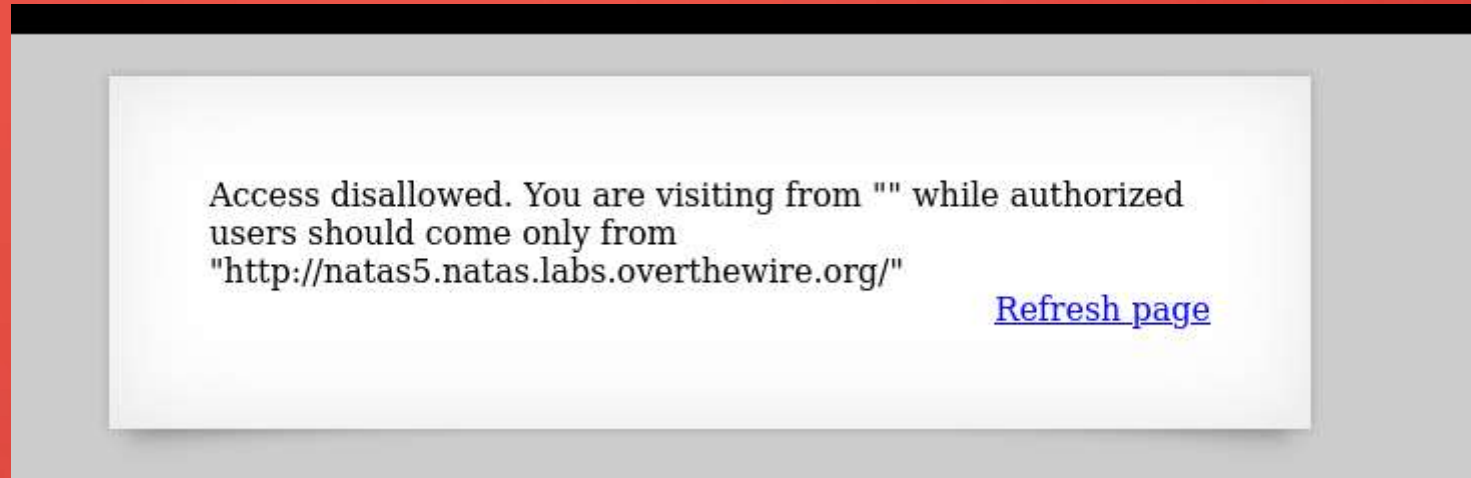 Access disallowed. You are visiting from "" while authorized
users should come only from
"http://natas5.natas.labs.overthewire.org/"
Refresh page